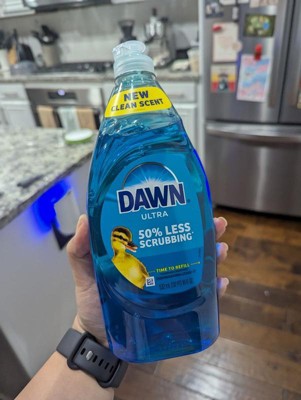 NEW
CLEAN SCENT
DAWN
ULTRA
50% LESS
SCRUBBING
TIME TO REFILL